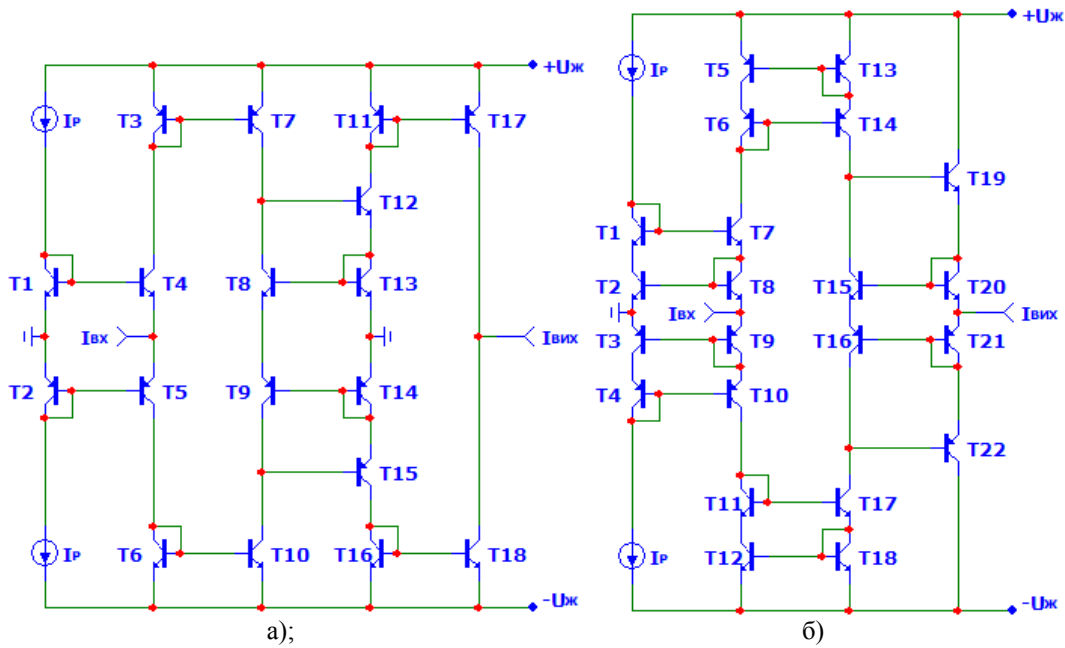 +Uж
Iр
T3
T7
T11
T17
T12
T1
T4
T8
T13
Iвх
Iвих
T2
T5
T9
T14
T15
Iр
T6
T10
T16
T18
-Uж
а);
+Uж
Iр
T5
T13
T6
T14
T19
T1
T7
T2
T8
T15
T20
Iвх
Iвих
T3
T9
T16
T21
T4
T10
T22
T11
T17
Iр
T12
T18
-Uж
б)